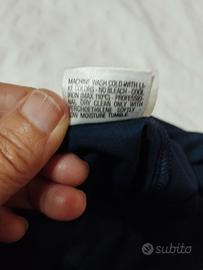 MACHINE WASH COLD WITH LI-
KE COLORS - NO BLEACH - COOL
IRON (MAX 110°C) - PROFESSIO-
NAL DRY CLEAN ONLY WITH
PERCHOETHILENE SOFTLY
LOW MOISTURE TUMBLE
subito